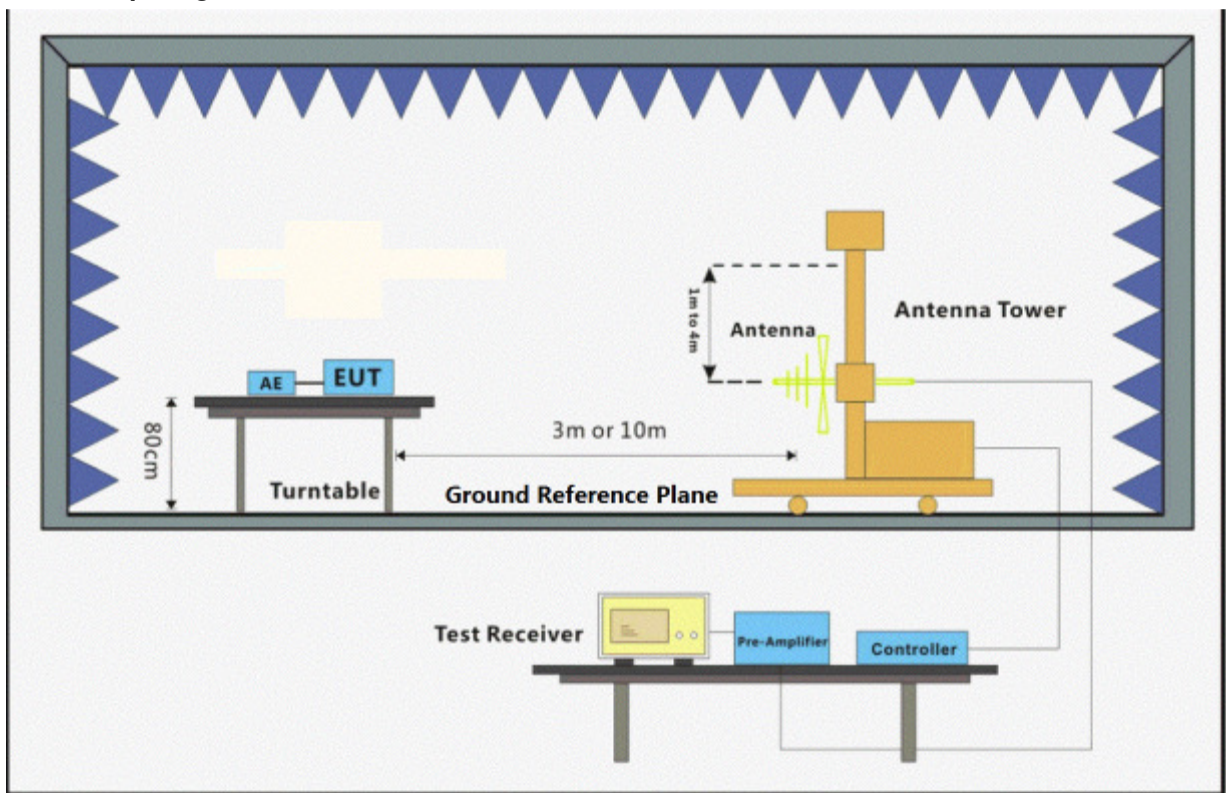 1m to 4m
Antenna Tower
Antenna
AE
EUT
80cm
3m or 10m
Turntable
Ground Reference Plane
Test Receiver
Pre-Amplifier
Controller